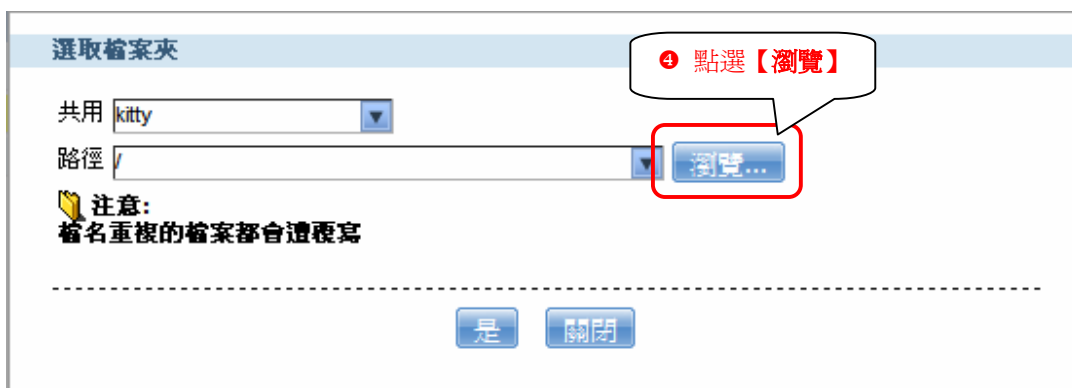 選取檔案夾
❹ 點選【瀏覽】
共用 kitty
路徑 / 瀏覽...
注意:
檔名重複的檔案都會遭覆寫
是 關閉